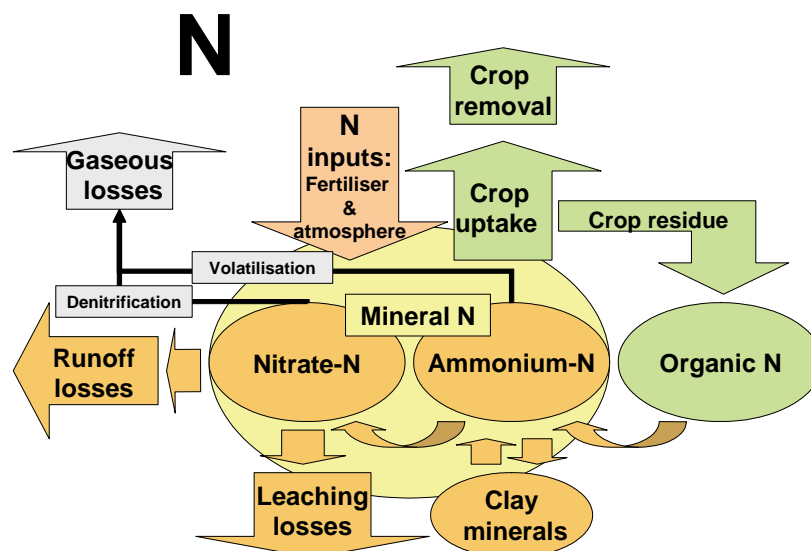 N
Crop
removal
N
inputs:
Fertiliser
&
atmosphere
Gaseous
losses
Crop
uptake
Crop residue
Volatilisation
Denitrification
Mineral N
Runoff
losses
Nitrate-N
Ammonium-N
Organic N
Leaching
losses
Clay
minerals